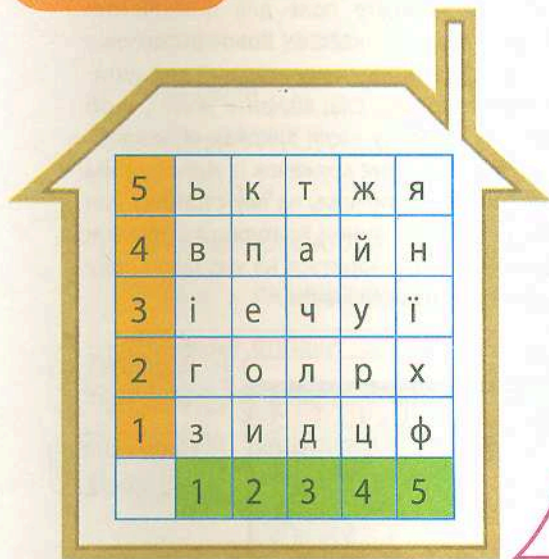 5 ь к т ж я
4 в п а й н
3 і е ч у ї
2 г о л р х
1 з и д ц ф
1 2 3 4 5